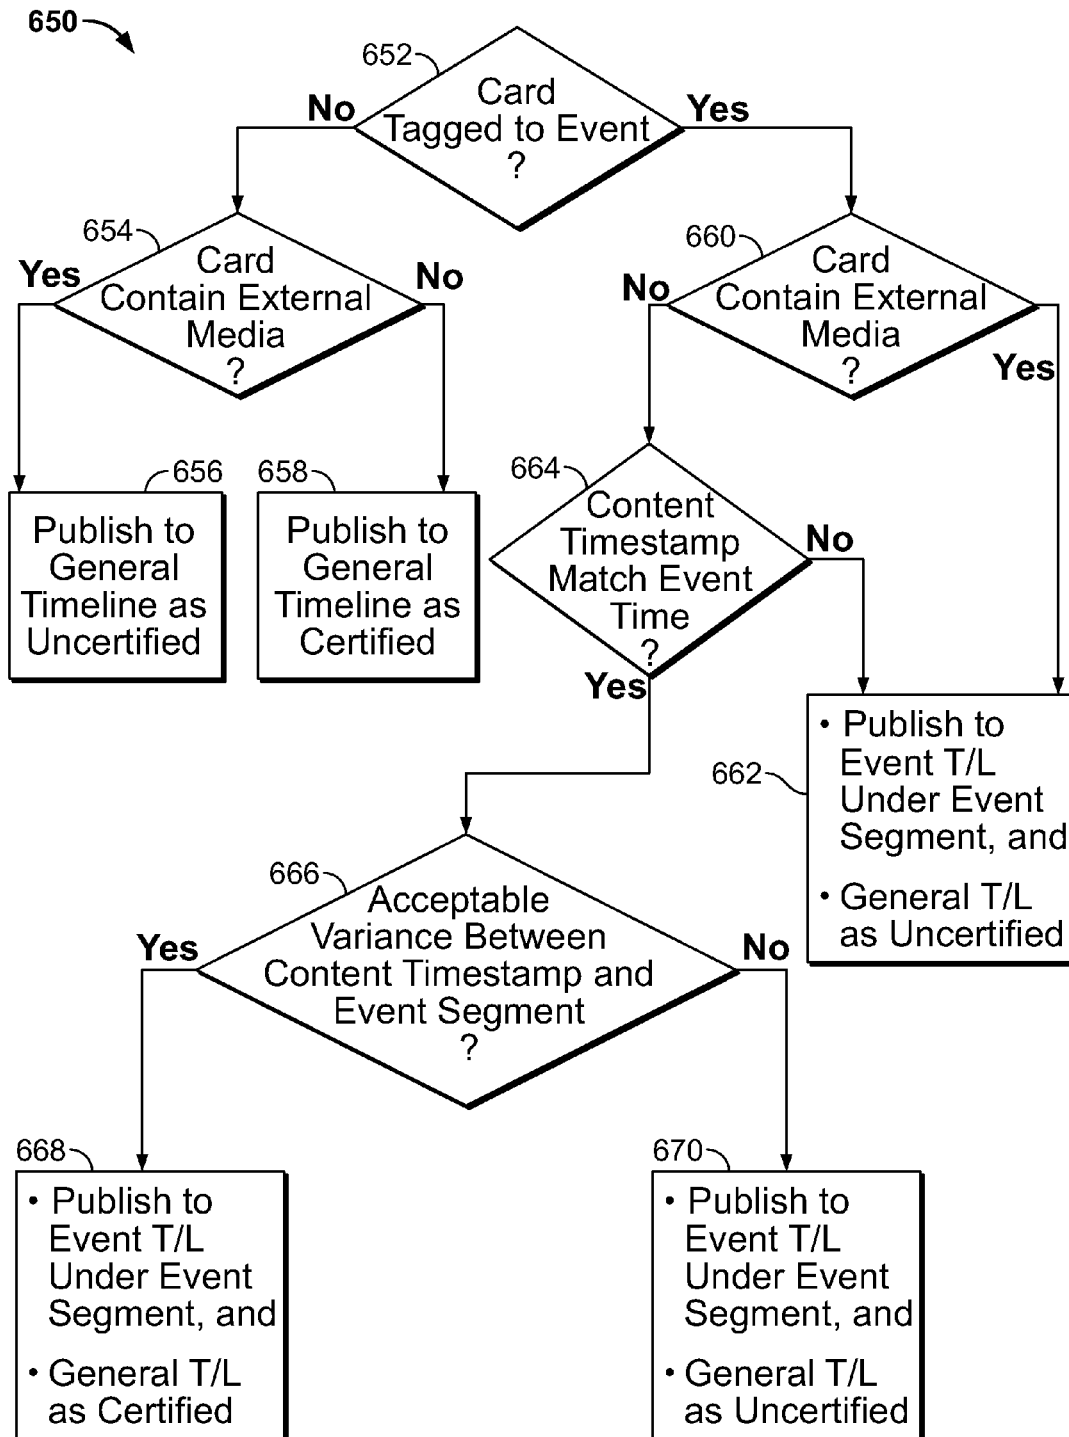 650
652
Card
Tagged to Event
?
No
Yes
654
Card
Contain External
Media
?
Yes
No
660
Card
Contain External
Media
?
No
Yes
656
Publish to
General
Timeline as
Uncertified
658
Publish to
General
Timeline as
Certified
664
Content
Timestamp
Match Event
Time
?
No
Yes
662
• Publish to
Event T/L
Under Event
Segment, and
• General T/L
as Uncertified
666
Acceptable
Variance Between
Content Timestamp and
Event Segment
?
Yes
No
668
• Publish to
Event T/L
Under Event
Segment, and
• General T/L
as Certified
670
• Publish to
Event T/L
Under Event
Segment, and
• General T/L
as Uncertified